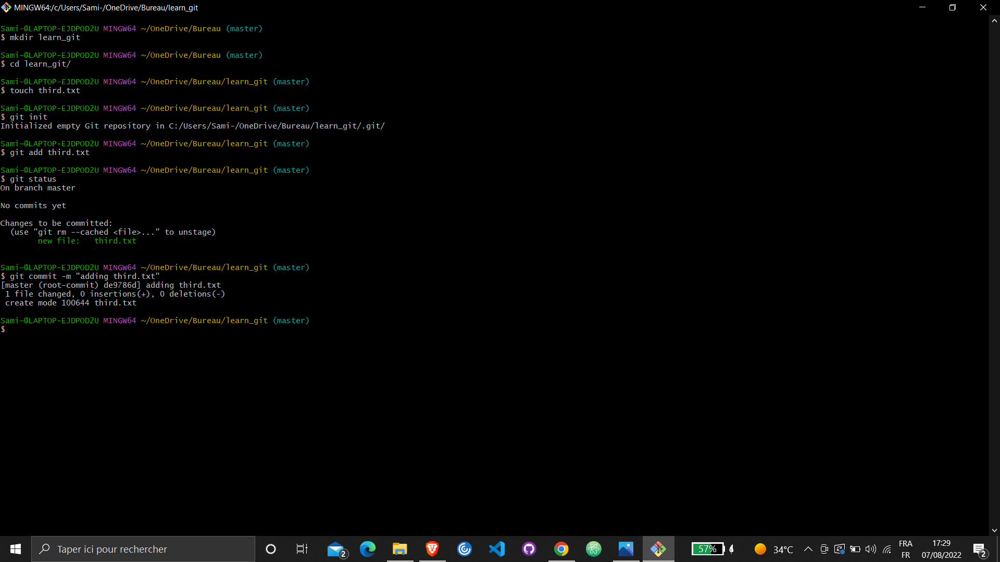 MINGW64:/c/Users/Sami-/OneDrive/Bureau/learn_git
Sami-@LAPTOP-EJDPOD2U MINGW64 ~/OneDrive/Bureau (master)
$ mkdir learn_git
Sami-@LAPTOP-EJDPOD2U MINGW64 ~/OneDrive/Bureau (master)
$ cd learn_git/
Sami-@LAPTOP-EJDPOD2U MINGW64 ~/OneDrive/Bureau/learn_git (master)
$ touch third.txt
Sami-@LAPTOP-EJDPOD2U MINGW64 ~/OneDrive/Bureau/learn_git (master)
$ git init
Initialized empty Git repository in C:/Users/Sami-/OneDrive/Bureau/learn_git/.git/
Sami-@LAPTOP-EJDPOD2U MINGW64 ~/OneDrive/Bureau/learn_git (master)
$ git add third.txt
Sami-@LAPTOP-EJDPOD2U MINGW64 ~/OneDrive/Bureau/learn_git (master)
$ git status
On branch master
No commits yet
Changes to be committed:
  (use "git rm --cached <file>..." to unstage)
        new file:   third.txt
Sami-@LAPTOP-EJDPOD2U MINGW64 ~/OneDrive/Bureau/learn_git (master)
$ git commit -m "adding third.txt"
[master (root-commit) de9786d] adding third.txt
 1 file changed, 0 insertions(+), 0 deletions(-)
 create mode 100644 third.txt
Sami-@LAPTOP-EJDPOD2U MINGW64 ~/OneDrive/Bureau/learn_git (master)
$
Taper ici pour rechercher
2
57%
34°C
FRA
FR
17:29
07/08/2022
2